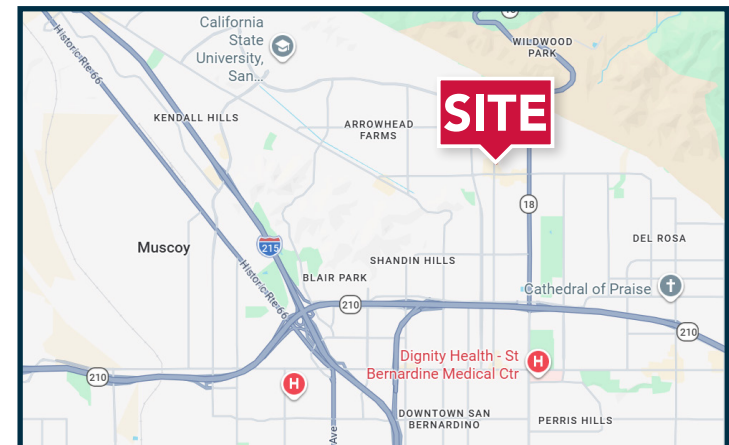 18
California
State
University,
San...
WILDWOOD
PARK
Historic Rte 66
KENDALL HILLS
ARROWHEAD
FARMS
SITE
18
DEL ROSA
Muscoy
215
SHANDIN HILLS
BLAIR PARK
Historic Rte 66
Cathedral of Praise
210
210
Dignity Health - St
Bernardine Medical Ctr
H
210
H
DOWNTOWN SAN
BERNARDINO
PERRIS HILLS
Ave